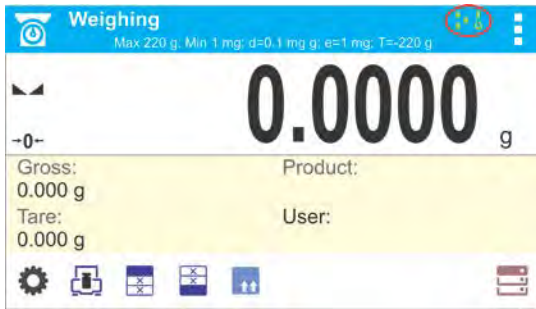 Weighing
Max 220 g: Min 1 mg: d=0.1 mg g: e=1 mg: T=-220 g
0.0000 g
→0←
Gross:
0.000 g
Product:
Tare:
0.000 g
User: